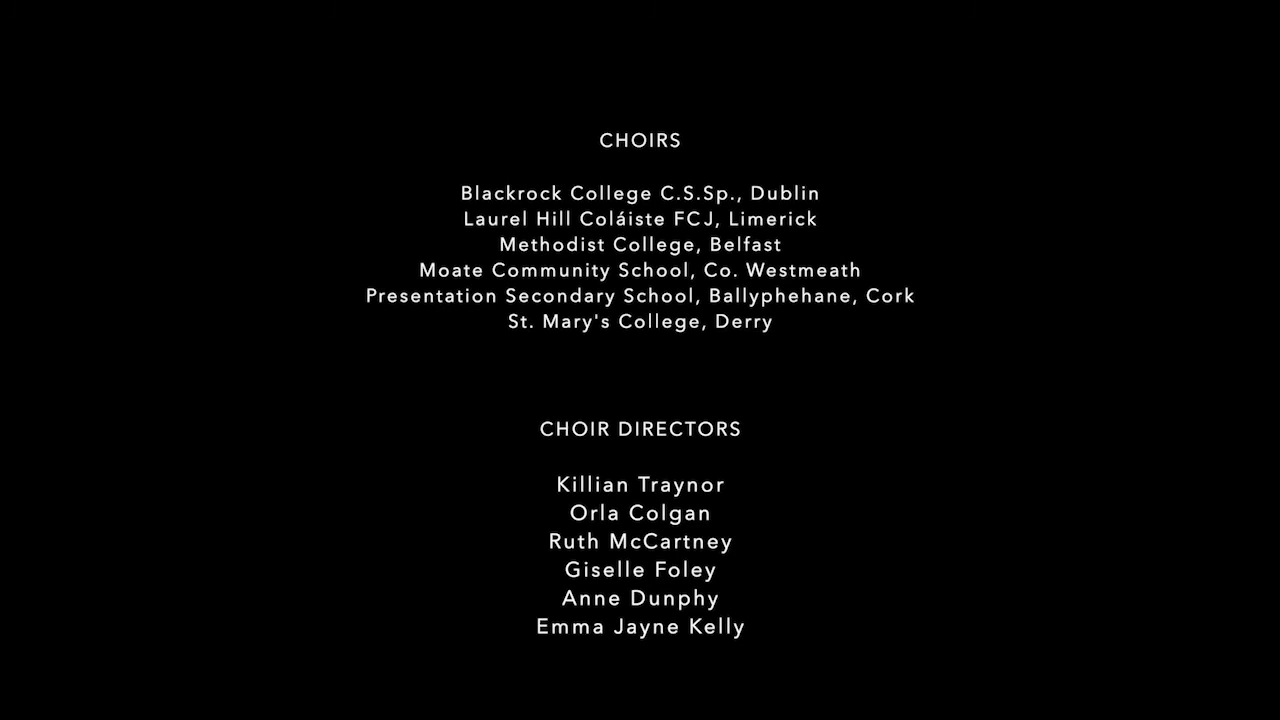 CHOIRS
Blackrock College C.S.Sp., Dublin
Laurel Hill Coláiste FCJ, Limerick
Methodist College, Belfast
Moate Community School, Co. Westmeath
Presentation Secondary School, Ballyphehane, Cork
St. Mary's College, Derry
CHOIR DIRECTORS
Killian Traynor
Orla Colgan
Ruth McCartney
Giselle Foley
Anne Dunphy
Emma Jayne Kelly